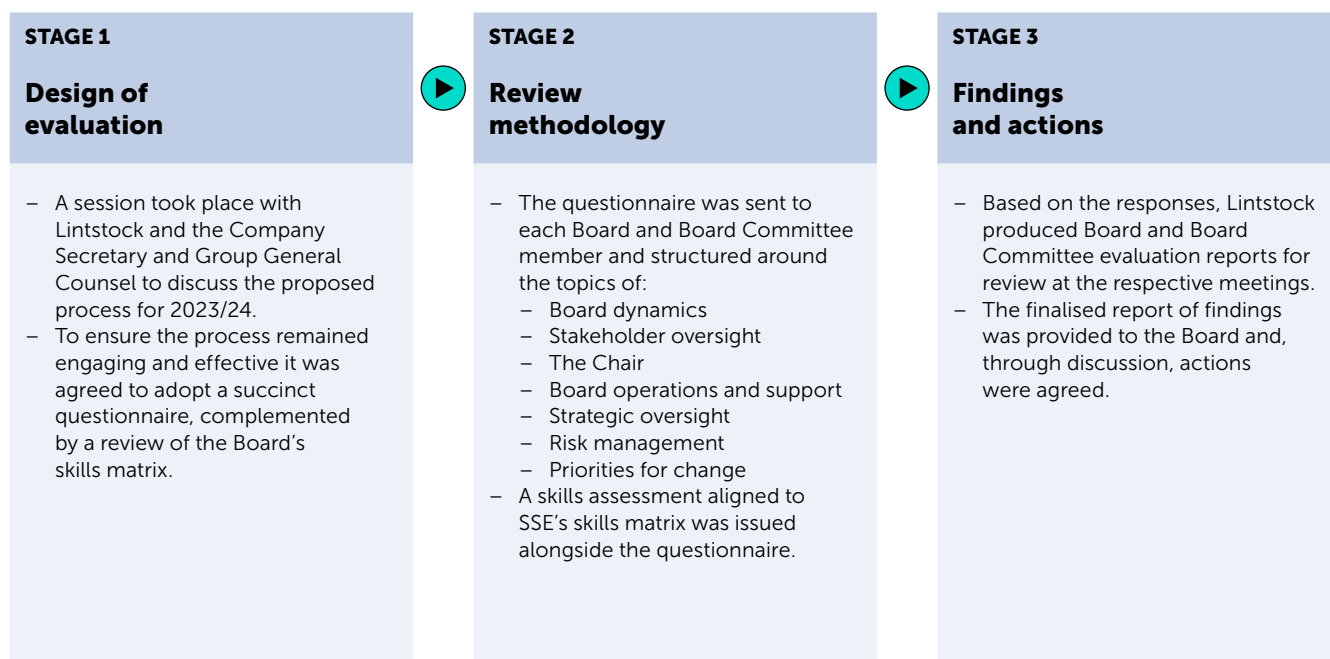 STAGE 1
Design of
evaluation
– A session took place with
Lintstock and the Company
Secretary and Group General
Counsel to discuss the proposed
process for 2023/24.
– To ensure the process remained
engaging and effective it was
agreed to adopt a succinct
questionnaire, complemented
by a review of the Board’s
skills matrix.
STAGE 2
Review
methodology
– The questionnaire was sent to
each Board and Board Committee
member and structured around
the topics of:
– Board dynamics
– Stakeholder oversight
– The Chair
– Board operations and support
– Strategic oversight
– Risk management
– Priorities for change
– A skills assessment aligned to
SSE’s skills matrix was issued
alongside the questionnaire.
STAGE 3
Findings
and actions
– Based on the responses, Lintstock
produced Board and Board
Committee evaluation reports for
review at the respective meetings.
– The finalised report of findings
was provided to the Board and,
through discussion, actions
were agreed.